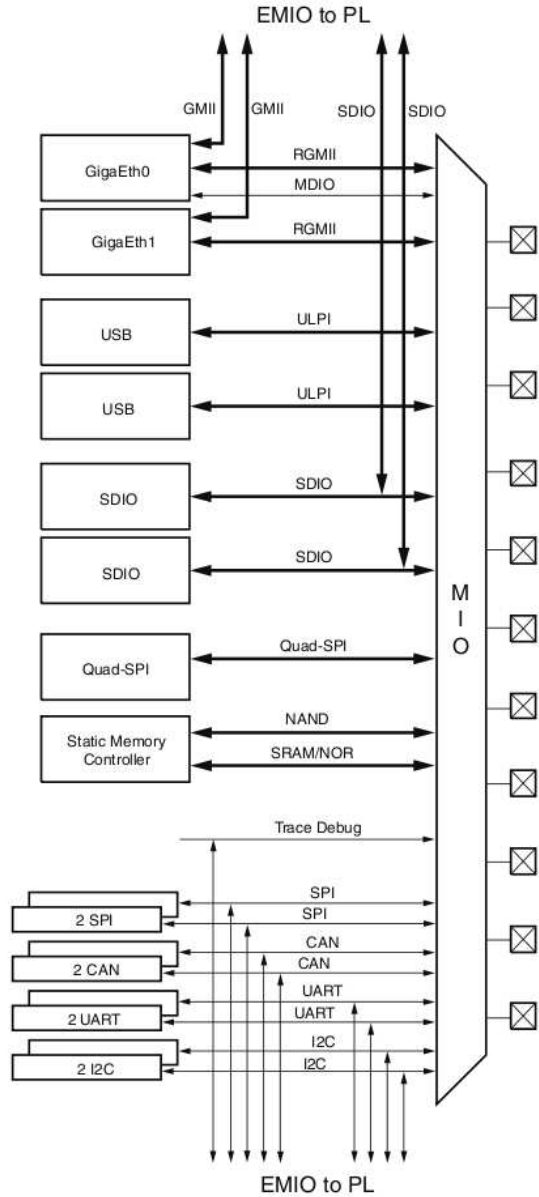 EMIO to PL
GMII
GMII
SDIO
SDIO
GigaEth0
RGMII
MDIO
GigaEth1
RGMII
USB
ULPI
USB
ULPI
SDIO
SDIO
SDIO
SDIO
M
I
O
Quad-SPI
Quad-SPI
Static Memory
Controller
NAND
SRAM/NOR
Trace Debug
SPI
2 SPI
SPI
CAN
2 CAN
CAN
UART
2 UART
UART
I2C
2 I2C
I2C
EMIO to PL